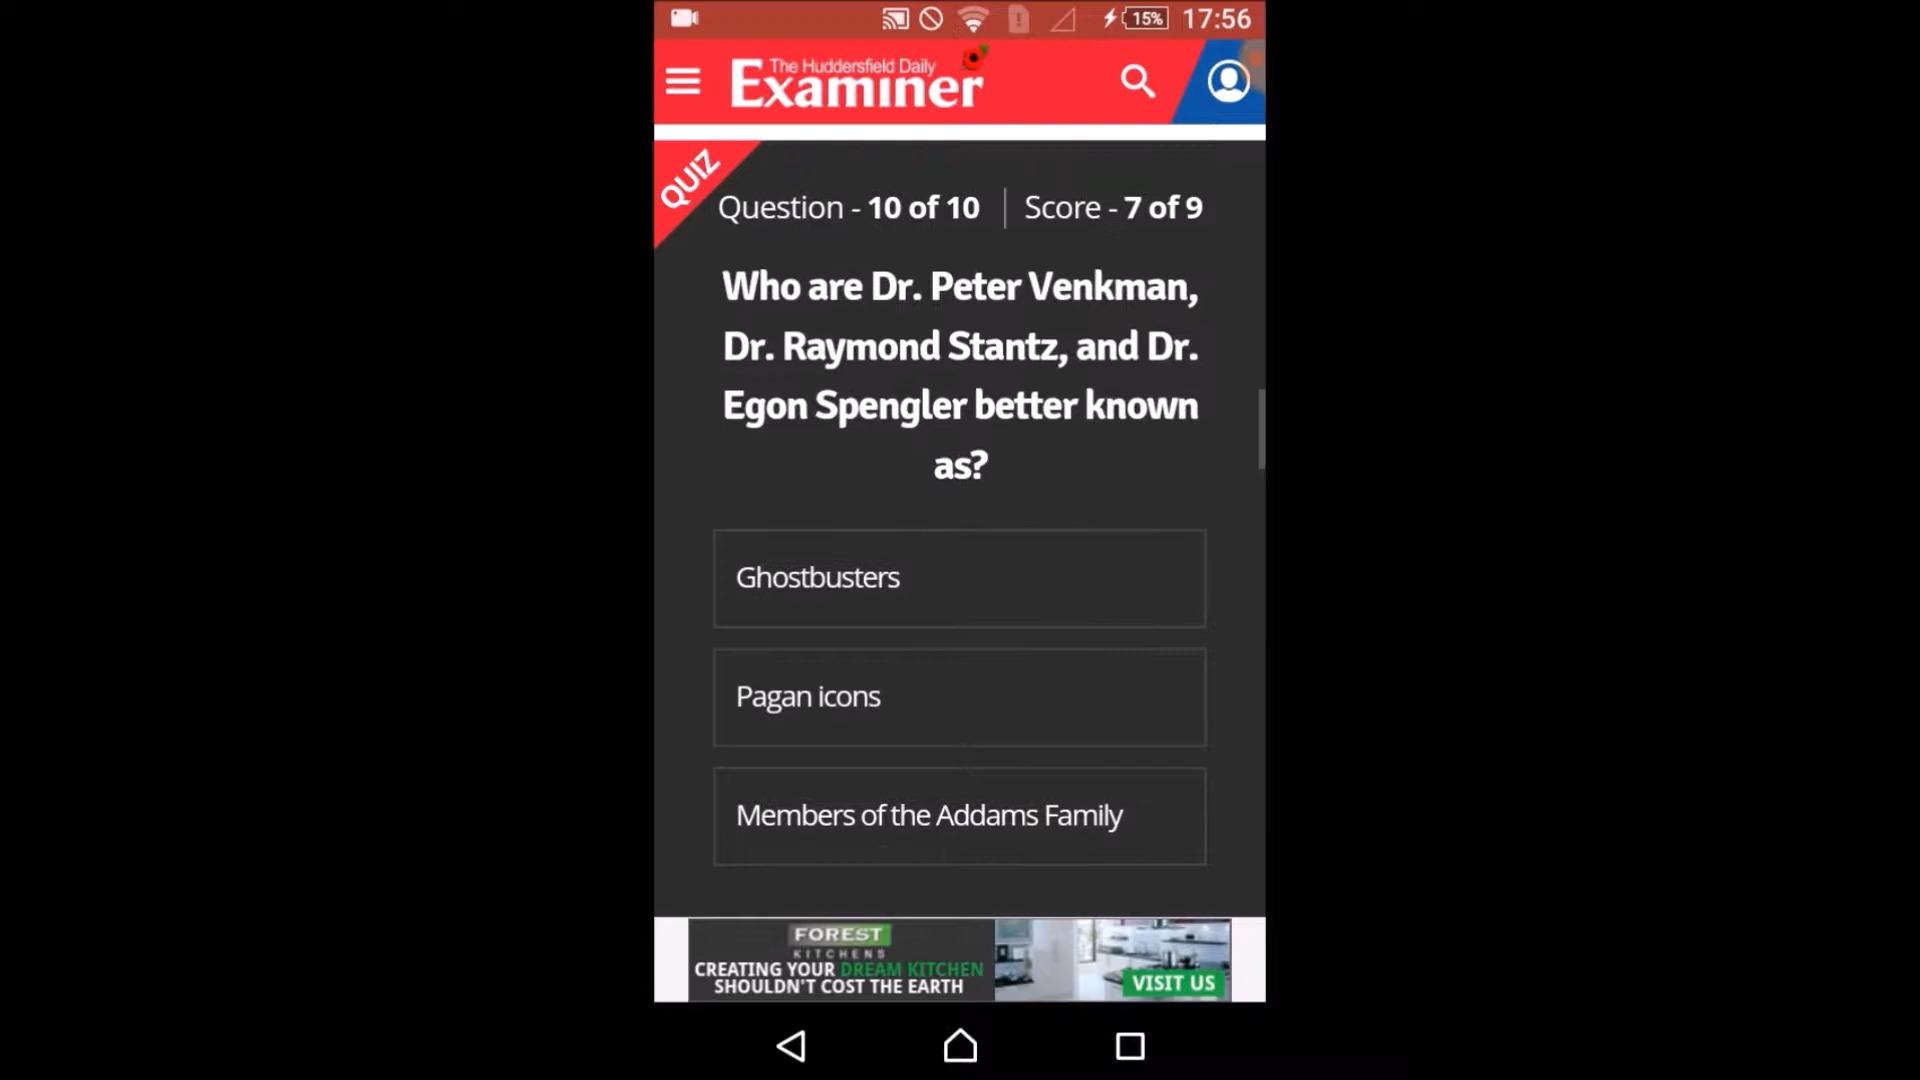 15% 17:56
The Huddersfield Daily
Examiner
QUIZ
Question - 10 of 10 Score - 7 of 9
Who are Dr. Peter Venkman,
Dr. Raymond Stantz, and Dr.
Egon Spengler better known
as?
Ghostbusters
Pagan icons
Members of the Addams Family
FOREST
KITCHENS
CREATING YOUR DREAM KITCHEN
SHOULDN'T COST THE EARTH
VISIT US